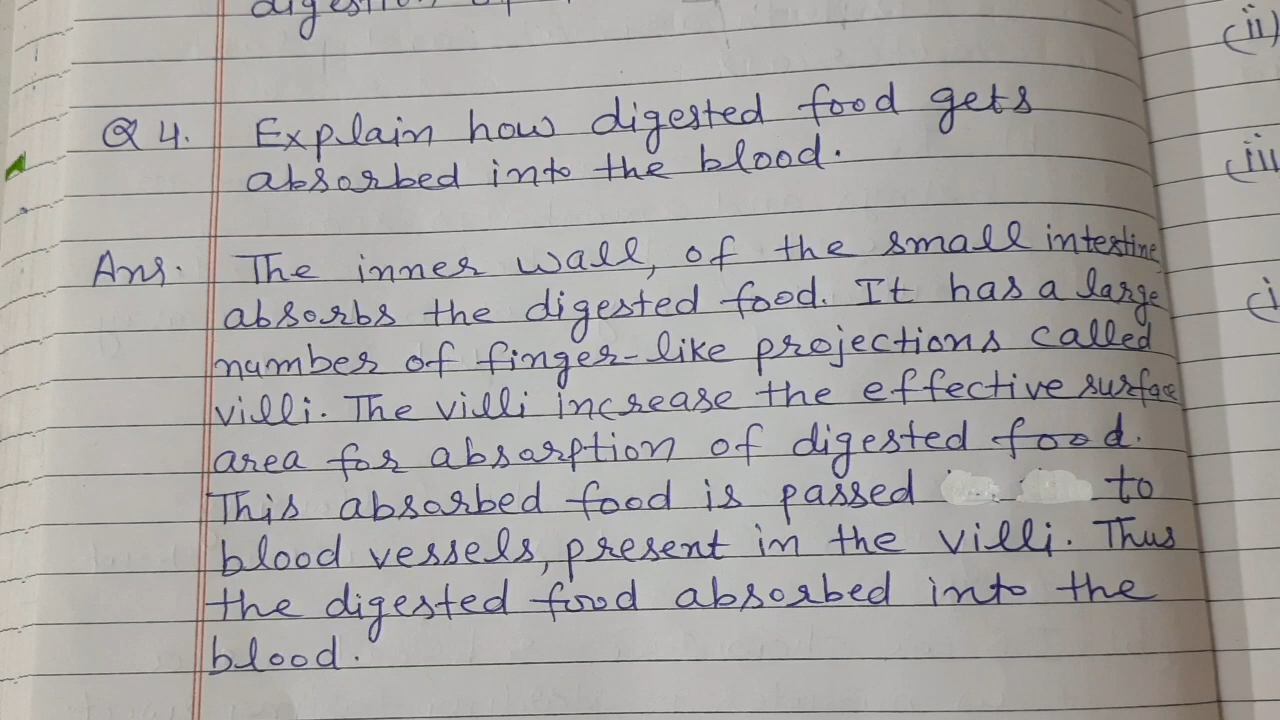 Q 4. Explain how digested food gets
absorbed into the blood.
Ans. The inner wall, of the small intestine
absorbs the digested food. It has a large
number of finger-like projections called
villi. The villi increase the effective surface
area for absorption of digested food.
This absorbed food is passed to
blood vessels, present in the villi. Thus
the digested food absorbed into the
blood.
(ii)
(iii
(i